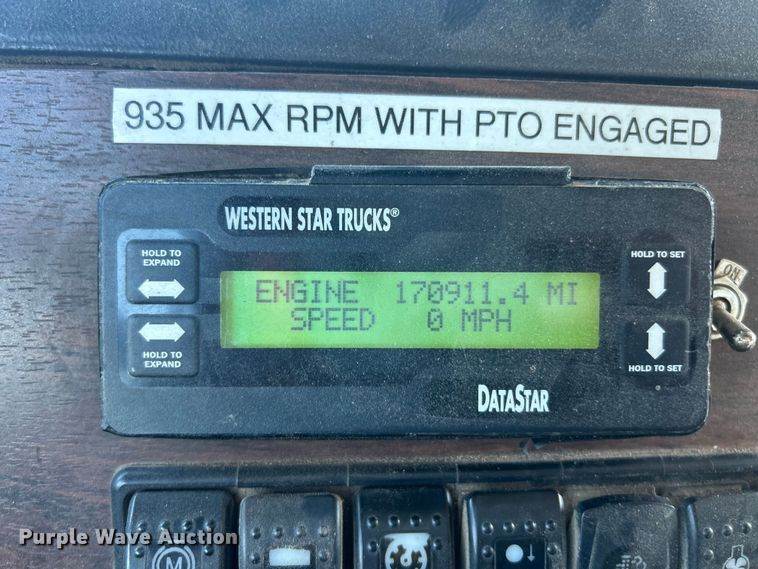 935 MAX RPM WITH PTO ENGAGED
WESTERN STAR TRUCKS®
HOLD TO
EXPAND
HOLD TO SET
ON
ENGINE 170911.4 MI
SPEED 0 MPH
HOLD TO
EXPAND
HOLD TO SET
DATASTAR
M
Purple Wave Auction